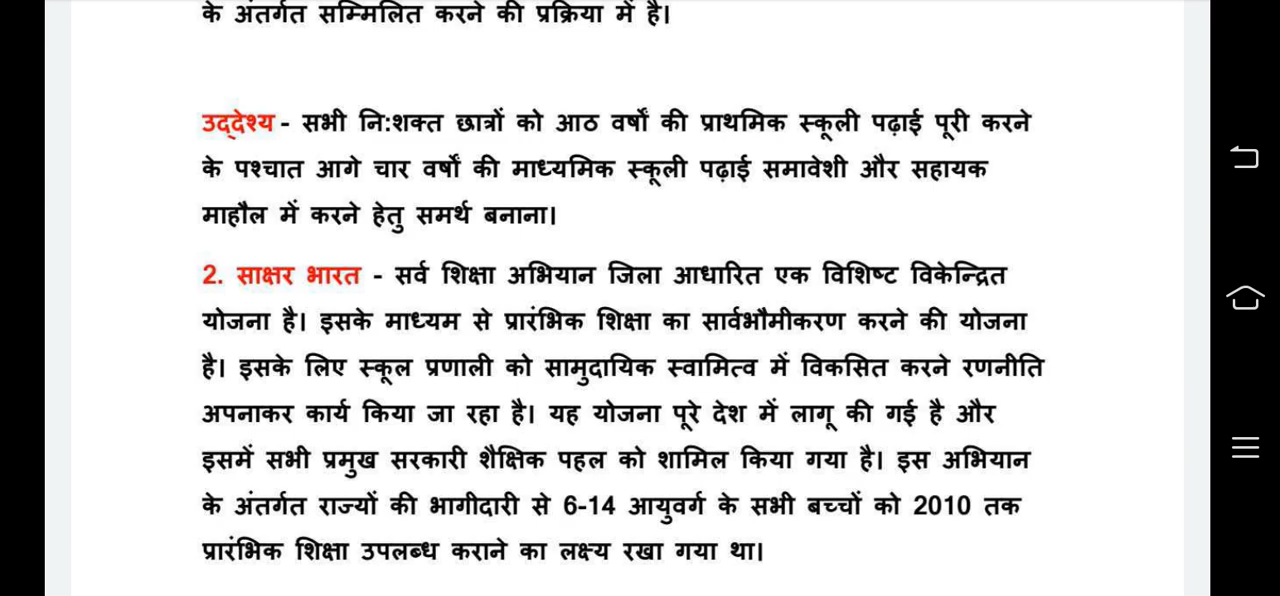 के अंतर्गत सम्मिलित करने की प्रक्रिया में है।
उद्देश्य - सभी नि:शक्त छात्रों को आठ वर्षों की प्राथमिक स्कूली पढ़ाई पूरी करने
के पश्चात आगे चार वर्षों की माध्यमिक स्कूली पढ़ाई समावेशी और सहायक
माहौल में करने हेतु समर्थ बनाना।
2. साक्षर भारत - सर्व शिक्षा अभियान जिला आधारित एक विशिष्ट विकेन्द्रित
योजना है। इसके माध्यम से प्रारंभिक शिक्षा का सार्वभौमीकरण करने की योजना
है। इसके लिए स्कूल प्रणाली को सामुदायिक स्वामित्व में विकसित करने रणनीति
अपनाकर कार्य किया जा रहा है। यह योजना पूरे देश में लागू की गई है और
इसमें सभी प्रमुख सरकारी शैक्षिक पहल को शामिल किया गया है। इस अभियान
के अंतर्गत राज्यों की भागीदारी से 6-14 आयुवर्ग के सभी बच्चों को 2010 तक
प्रारंभिक शिक्षा उपलब्ध कराने का लक्ष्य रखा गया था।